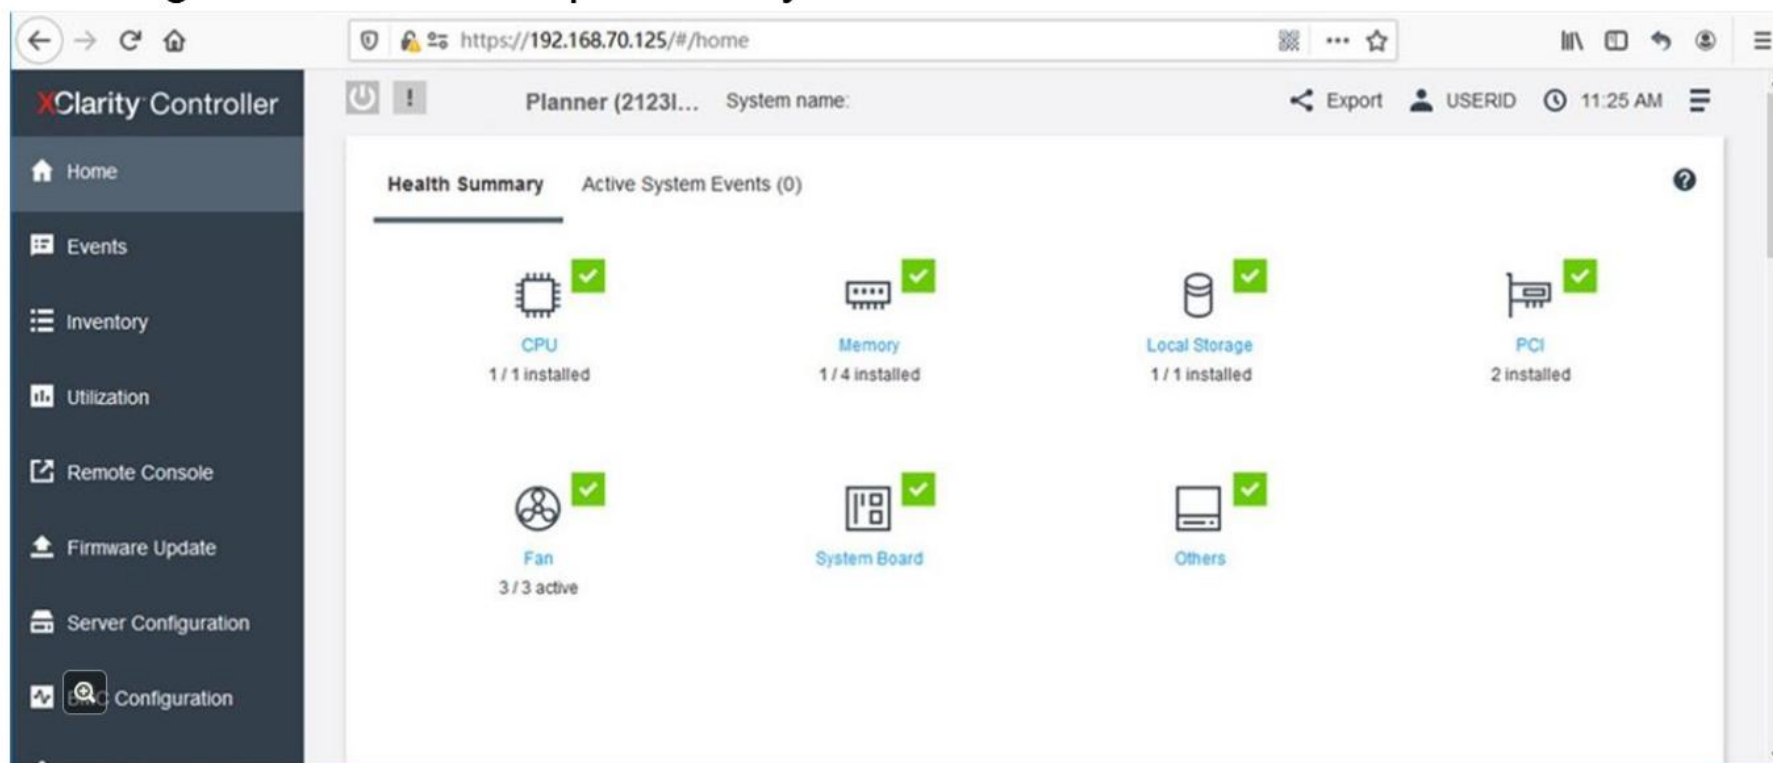 https://192.168.70.125/#/home
XClarity Controller
Planner (2123I... System name:
Export USERID 11:25 AM
Home
Health Summary Active System Events (0)
Events
Inventory
CPU Memory Local Storage PCI
1 / 1 installed 1 / 4 installed 1 / 1 installed 2 installed
Utilization
Remote Console
Firmware Update
Fan System Board Others
3 / 3 active
Server Configuration
Configuration